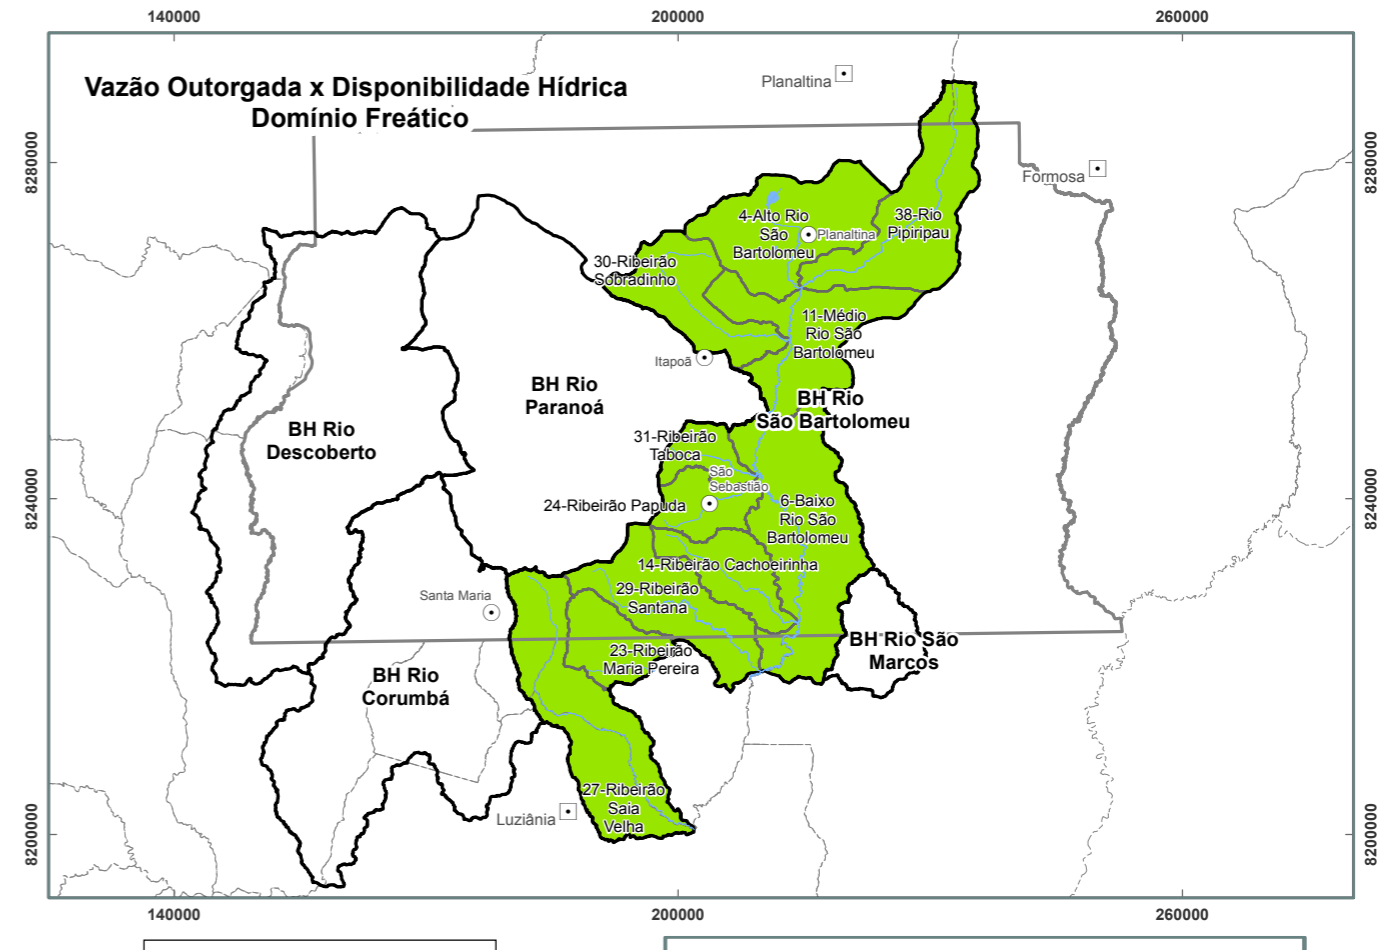 140000
200000
260000
Vazão Outorgada x Disponibilidade Hídrica
Domínio Freático
Planaltina
8280000
8280000
Formosa
4-Alto Rio
São
Bartolomeu
Planaltina
38-Rio
Pipiripau
30-Ribeirão
Sobradinho
11-Médio
Rio São
Bartolomeu
Itapoã
BH Rio
Paranoá
BH Rio
São Bartolomeu
BH Rio
Descoberto
31-Ribeirão
Taboca
São
Sebastião
8240000
8240000
24-Ribeirão Papuda
6-Baixo
Rio São
Bartolomeu
14-Ribeirão Cachoeirinha
29-Ribeirão
Santana
Santa Maria
23-Ribeirão
Maria Pereira
BH Rio São
Marcos
BH Rio
Corumbá
27-Ribeirão
Saia
Velha
Luziânia
8200000
8200000
140000
200000
260000